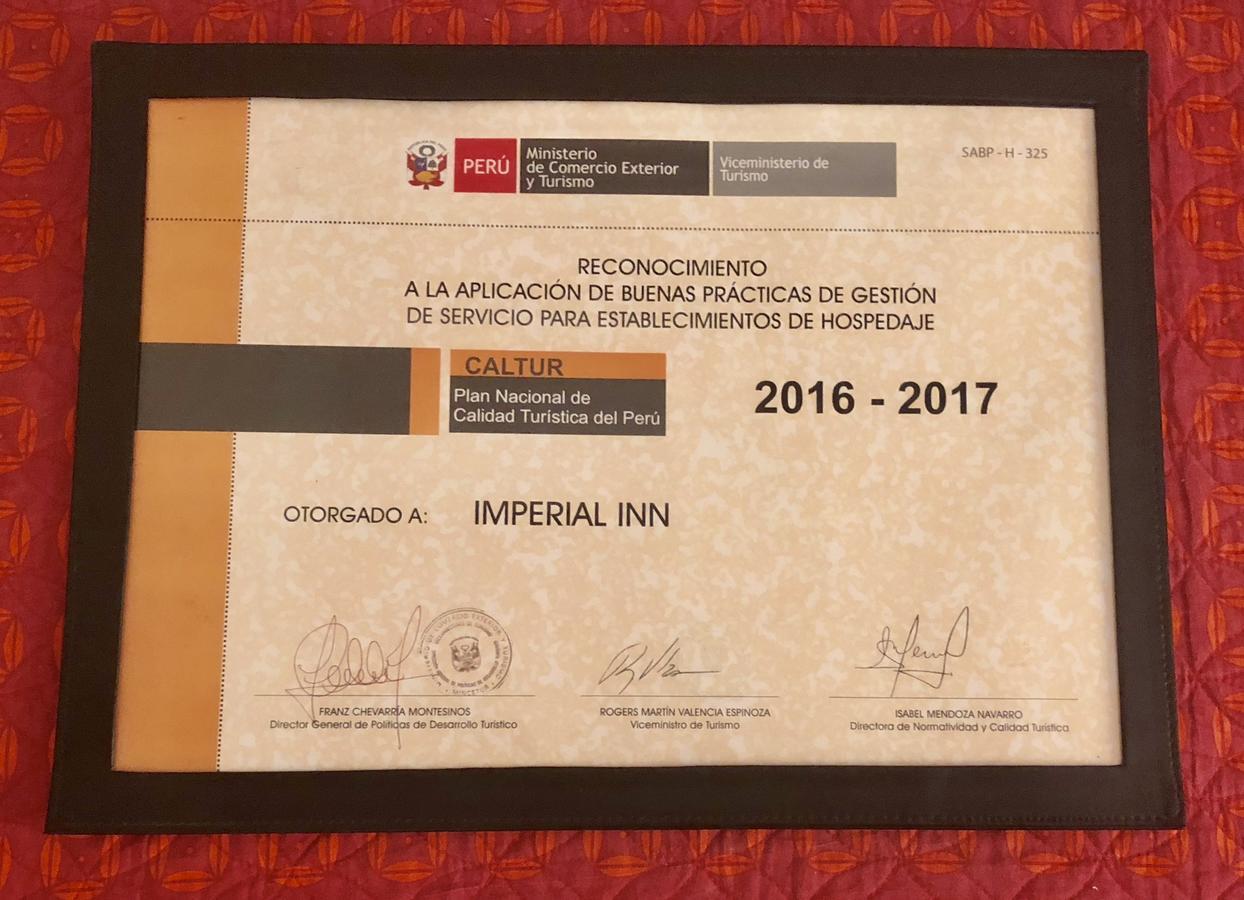 PERÚ
Ministerio
de Comercio Exterior
y Turismo
Viceministerio de
Turismo
SABP - H - 325
RECONOCIMIENTO
A LA APLICACIÓN DE BUENAS PRÁCTICAS DE GESTIÓN
DE SERVICIO PARA ESTABLECIMIENTOS DE HOSPEDAJE
CALTUR
Plan Nacional de
Calidad Turística del Perú
2016 - 2017
OTORGADO A: IMPERIAL INN
FRANZ CHEVARRÍA MONTESINOS
Director General de Políticas de Desarrollo Turístico
ROGERS MARTÍN VALENCIA ESPINOZA
Viceministro de Turismo
ISABEL MENDOZA NAVARRO
Directora de Normatividad y Calidad Turística